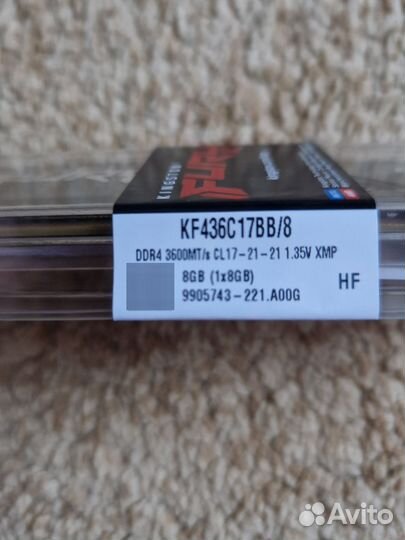 KINGSTON
FURY
KF436C17BB/8
DDR4 3600MT/s CL17-21-21 1.35V XMP
8GB (1x8GB)
9905743-221.A00G
HF
Avito